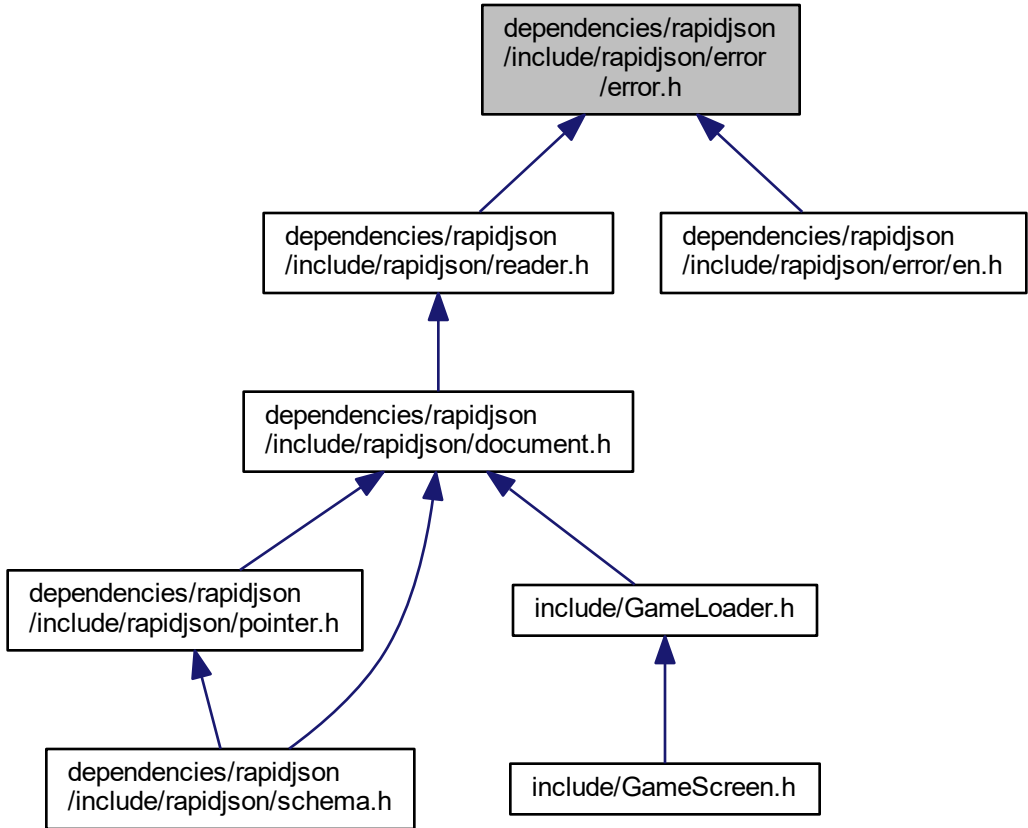 dependencies/rapidjson
/include/rapidjson/error
/error.h
dependencies/rapidjson
/include/rapidjson/reader.h
dependencies/rapidjson
/include/rapidjson/error/en.h
dependencies/rapidjson
/include/rapidjson/document.h
dependencies/rapidjson
/include/rapidjson/pointer.h
include/GameLoader.h
dependencies/rapidjson
/include/rapidjson/schema.h
include/GameScreen.h